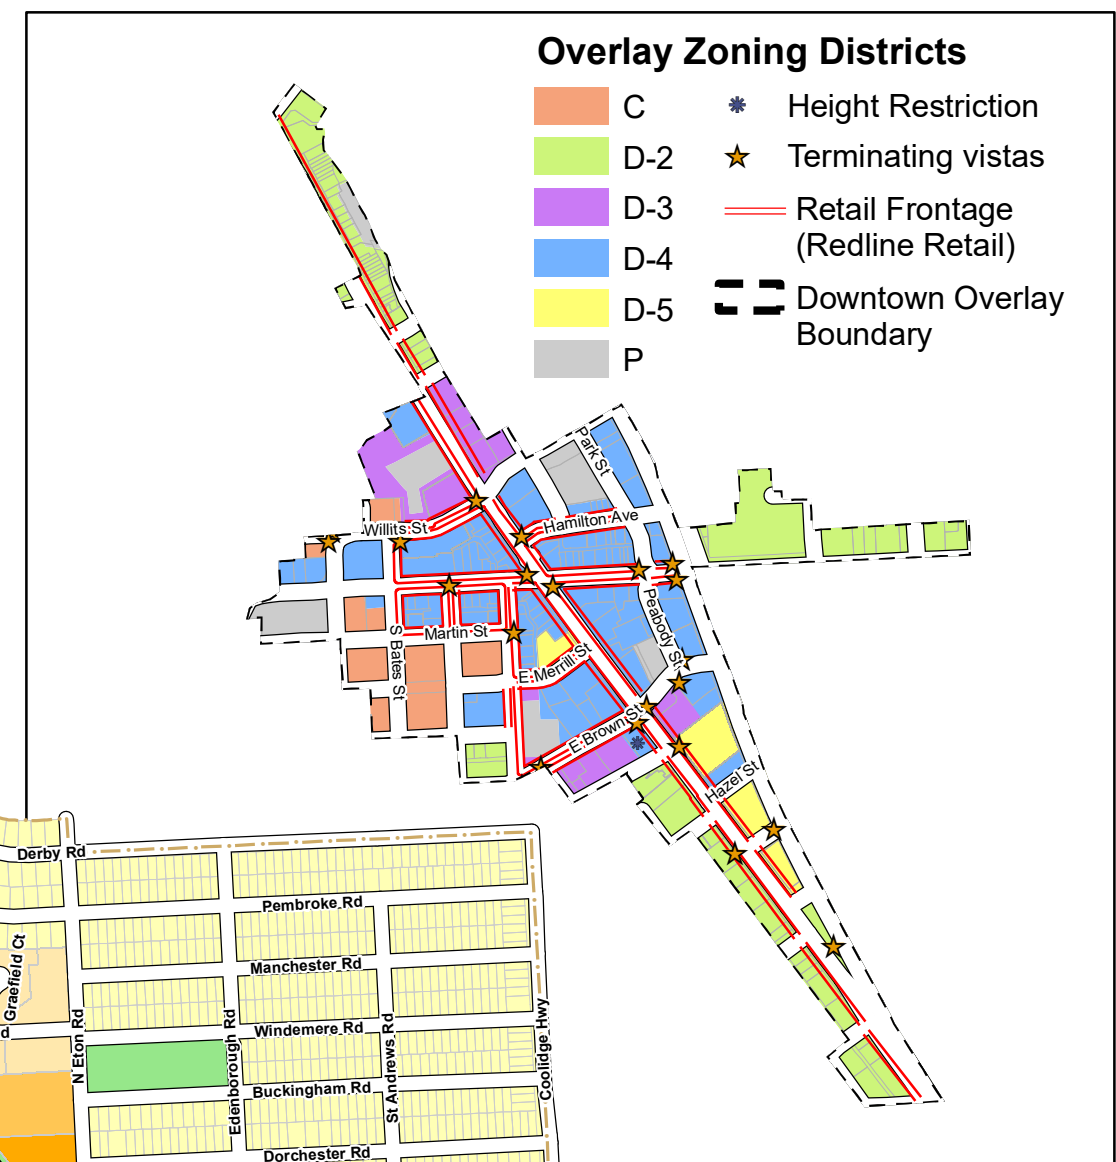 Overlay Zoning Districts
C
Height Restriction
D-2
Terminating vistas
D-3
Retail Frontage
(Redline Retail)
D-4
D-5
Downtown Overlay
Boundary
P
Park St
Willits St
Hamilton Ave
Peabody St
S Bates St
Martin St
E Merrill St
E Brown St
Hazel St
Derby Rd
Pembroke Rd
Graefield Ct
Manchester Rd
d
N Eton Rd
Edenborough Rd
Windemere Rd
St Andrews Rd
Coolidge Hwy
Buckingham Rd
Dorchester Rd